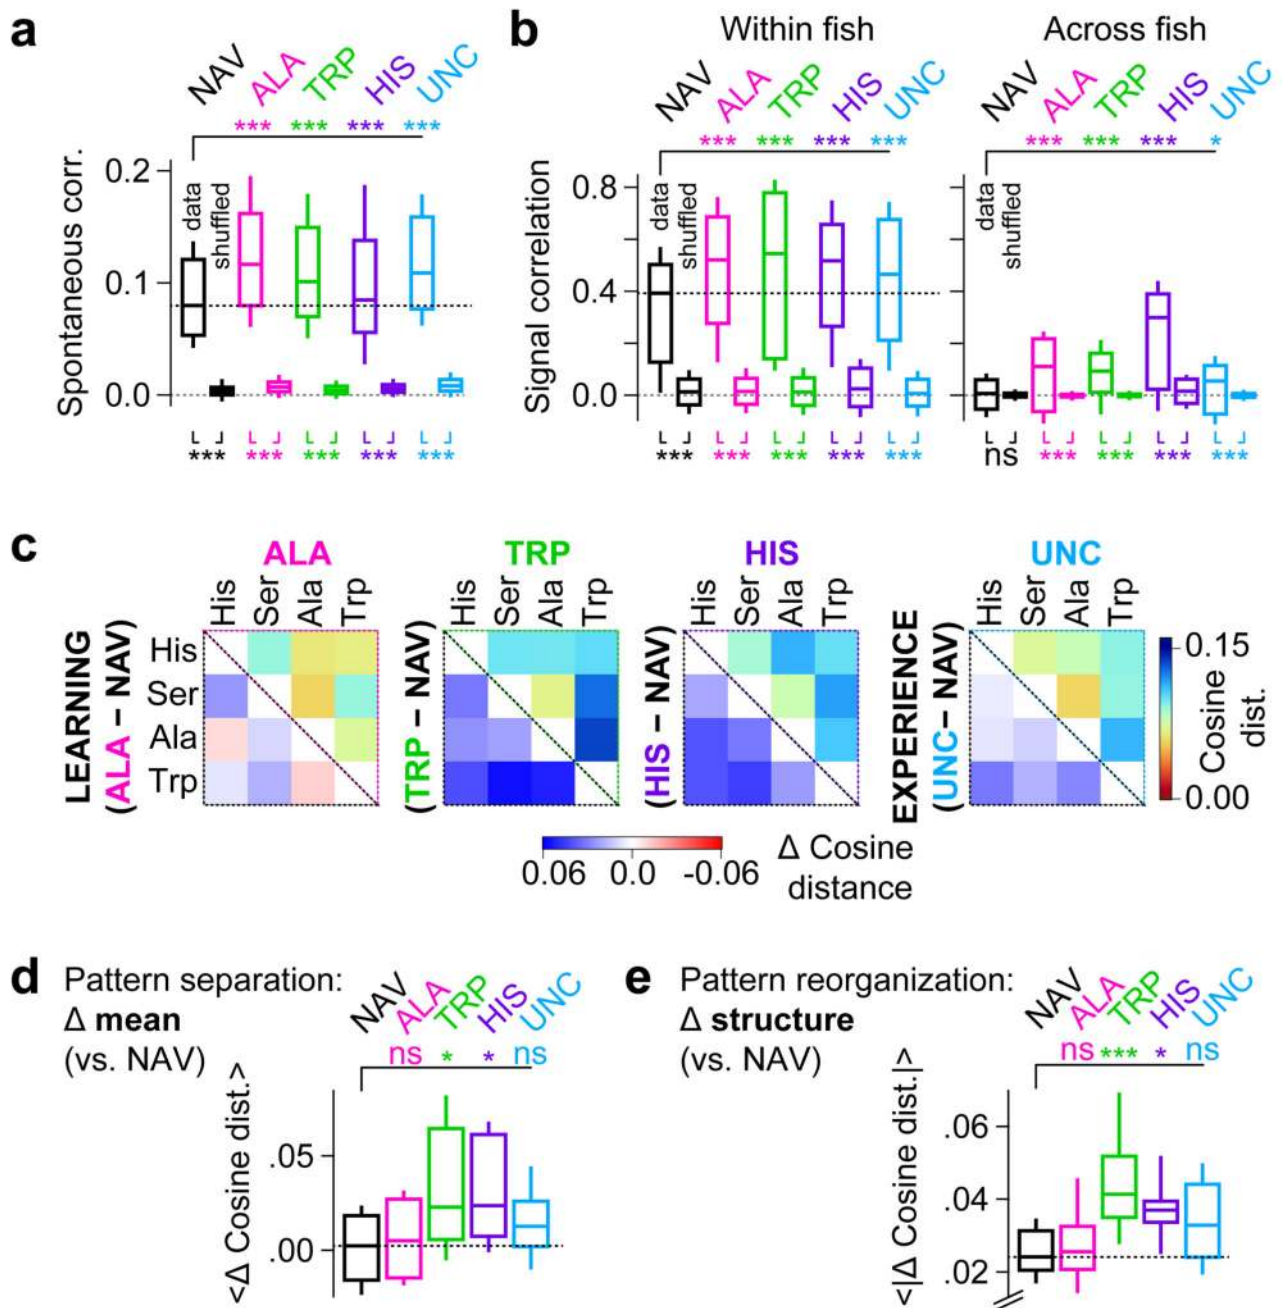 a
NAV ALA TRP HIS UNC
*** *** *** ***
Spontaneous corr.
0.2
0.1
0.0
data
shuffled
*** *** *** *** ***
b
Within fish
Across fish
NAV ALA TRP HIS UNC
NAV ALA TRP HIS UNC
*** *** *** ***
*** *** *** *
Signal correlation
0.8
0.4
0.0
data
shuffled
data
shuffled
*** *** *** *** ***
ns *** *** *** ***
c
ALA TRP HIS UNC
His Ser Ala Trp
His Ser Ala Trp
His Ser Ala Trp
His Ser Ala Trp
LEARNING
(ALA – NAV)
His
Ser
Ala
Trp
(TRP – NAV)
(HIS – NAV)
EXPERIENCE
(UNC– NAV)
0.15
0.00
Cosine
dist.
0.06 0.0 -0.06
Δ Cosine
distance
d
Pattern separation:
Δ mean
(vs. NAV)
NAV ALA TRP HIS UNC
ns * * ns
<Δ Cosine dist.>
.05
.00
e
Pattern reorganization:
Δ structure
(vs. NAV)
NAV ALA TRP HIS UNC
ns *** * ns
<|Δ Cosine dist.|>
.06
.04
.02